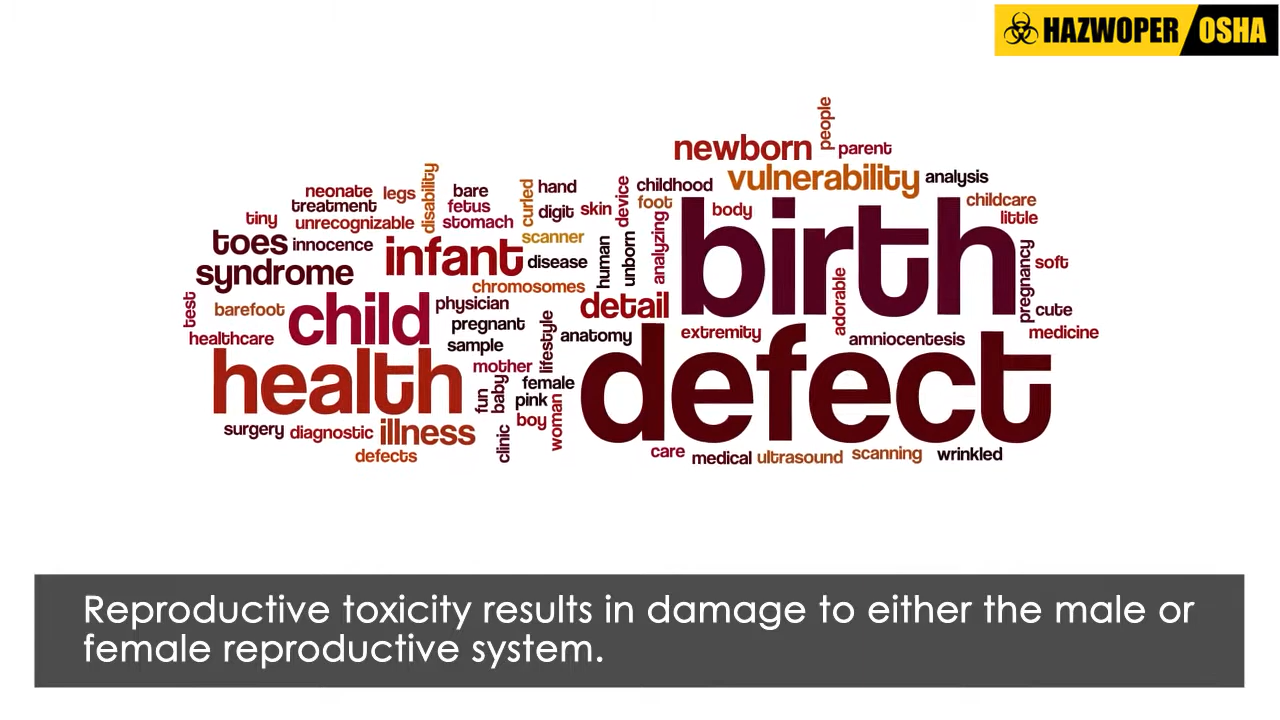 HAZWOPER OSHA
people
newborn
parent
vulnerability
analysis
neonate
legs
disability
bare
curled
hand
device
childhood
childcare
treatment
fetus
digit
skin
foot
body
little
tiny
unrecognizable
stomach
analyzing
birth
toes
innocence
infant
scanner
human
unborn
pregnancy
soft
syndrome
disease
chromosomes
adorable
test
barefoot
child
physician
detail
cute
healthcare
pregnant
lifestyle
anatomy
extremity
amniocentesis
medicine
sample
health
mother
defect
fun
baby
female
pink
boy
woman
surgery
diagnostic
illness
clinic
defects
care
medical
ultrasound
scanning
wrinkled
Reproductive toxicity results in damage to either the male or
female reproductive system.